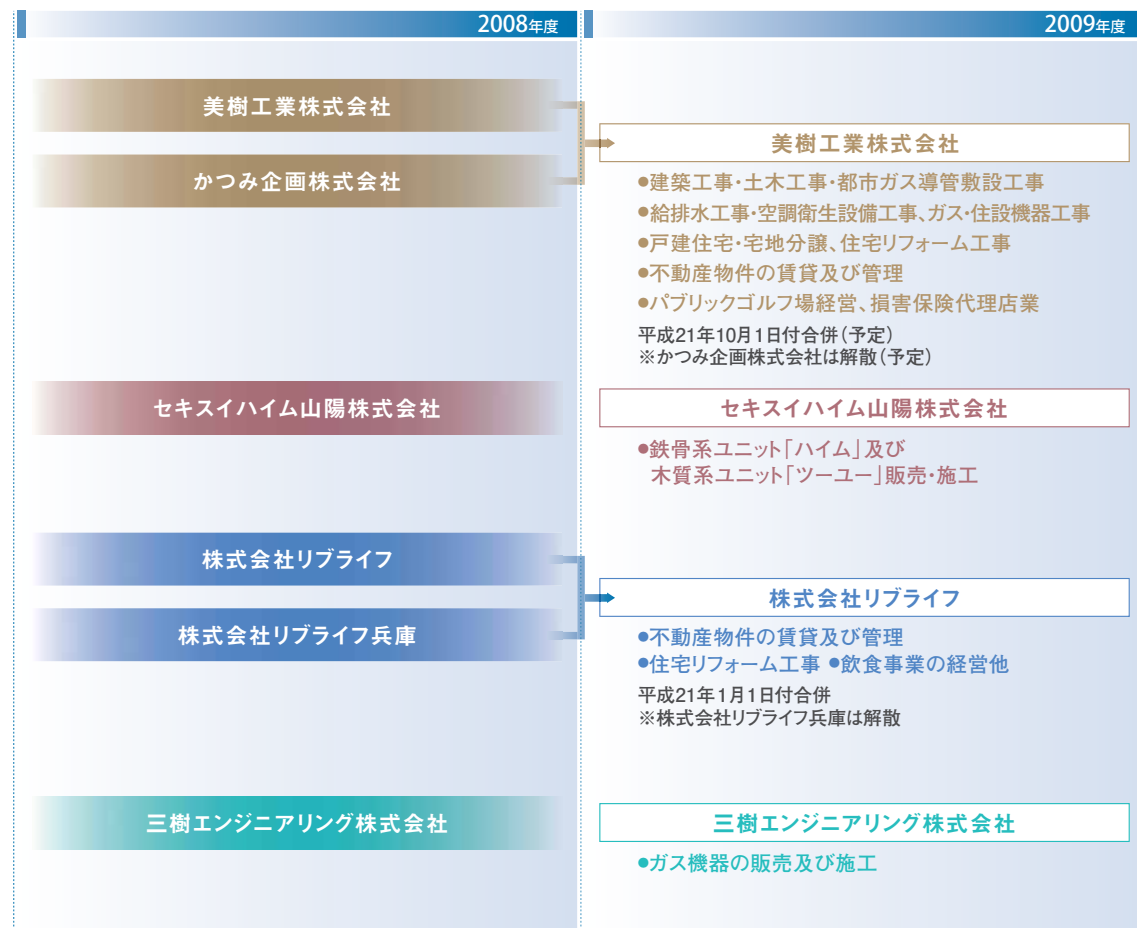 2008年度
美樹工業株式会社
かつみ企画株式会社
セキスイハイム山陽株式会社
株式会社リブライフ
株式会社リブライフ兵庫
三樹エンジニアリング株式会社
2009年度
美樹工業株式会社
●建築工事・土木工事・都市ガス導管敷設工事
●給排水工事・空調衛生設備工事、ガス・住設機器工事
●戸建住宅・宅地分譲、住宅リフォーム工事
●不動産物件の賃貸及び管理
●パブリックゴルフ場経営、損害保険代理店業
平成21年10月1日付合併（予定）
※かつみ企画株式会社は解散（予定）
セキスイハイム山陽株式会社
●鉄骨系ユニット「ハイム」及び
木質系ユニット「ツーユー」販売・施工
株式会社リブライフ
●不動産物件の賃貸及び管理
●住宅リフォーム工事 ●飲食事業の経営他
平成21年1月1日付合併
※株式会社リブライフ兵庫は解散
三樹エンジニアリング株式会社
●ガス機器の販売及び施工